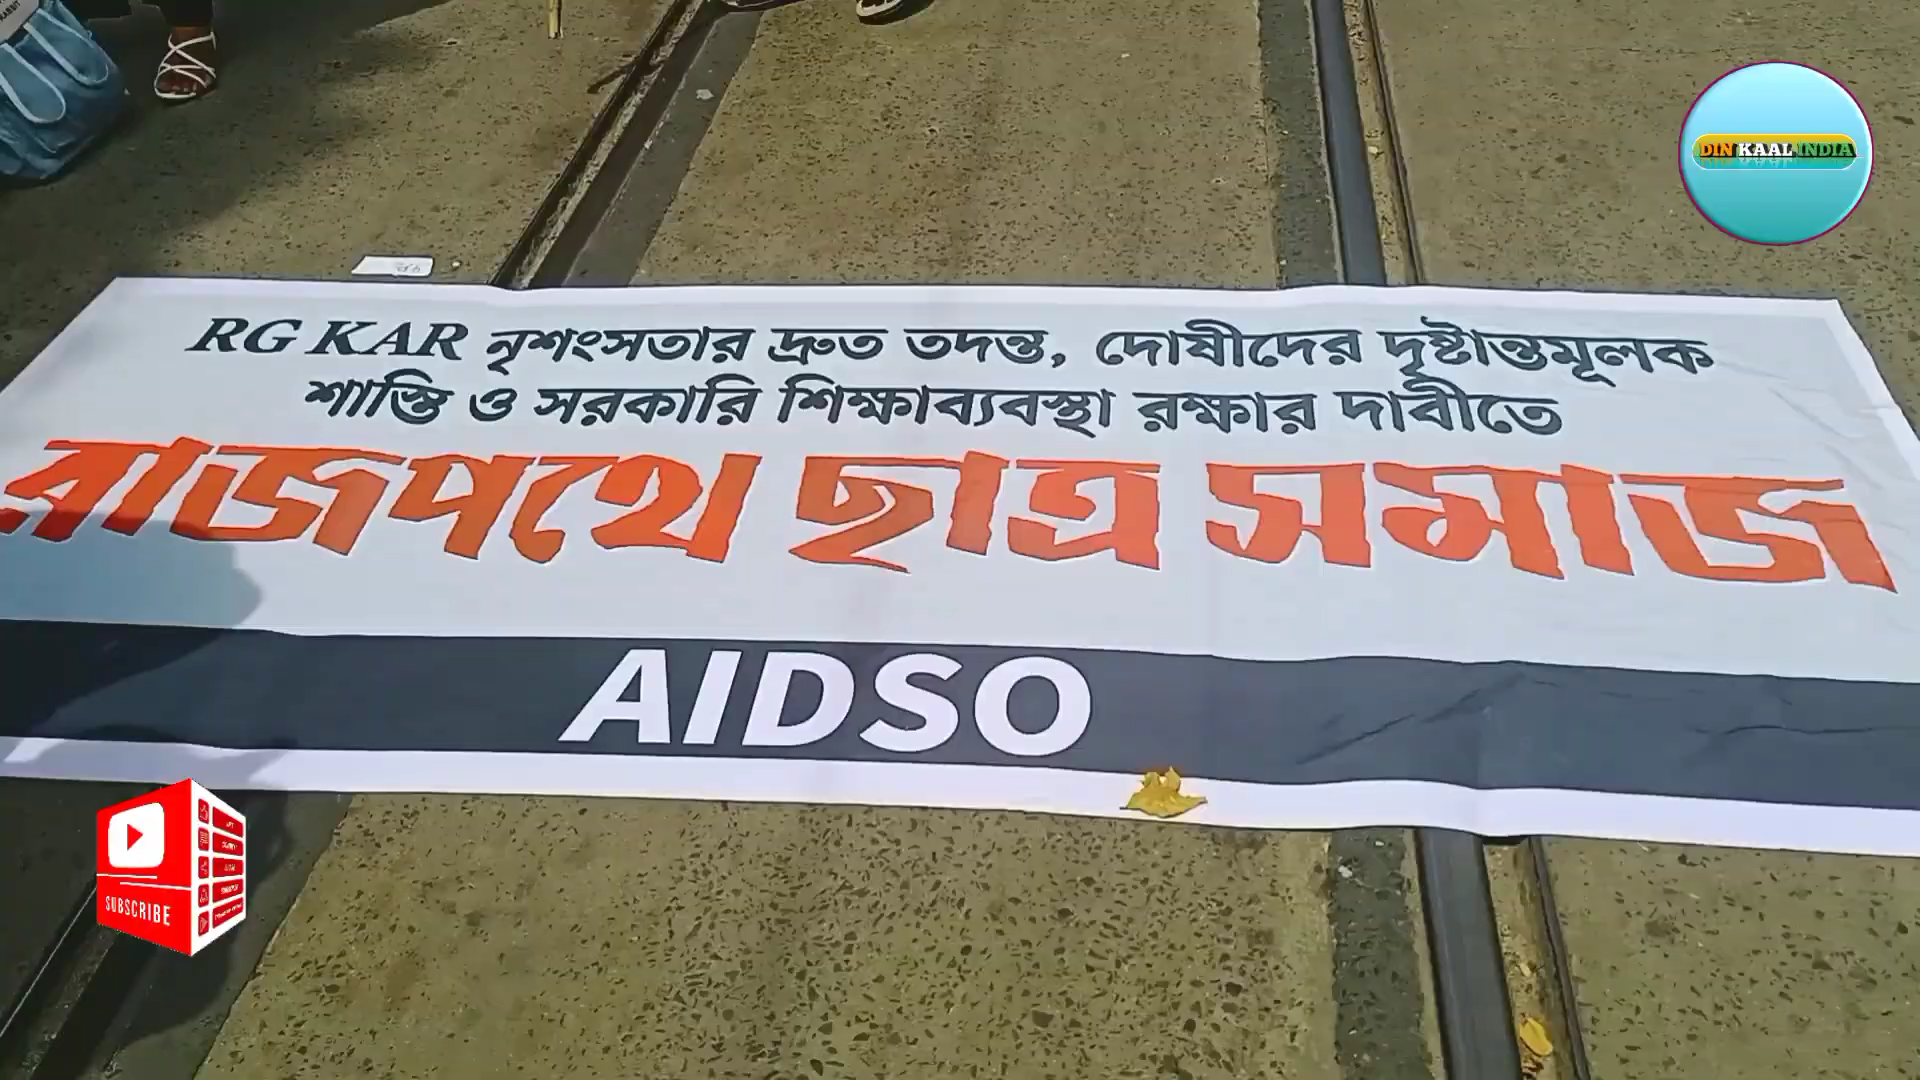 DIN KAAL INDIA
RG KAR নৃশংসতার দ্রুত তদন্ত, দোষীদের দৃষ্টান্তমূলক
শাস্তি ও সরকারি শিক্ষাব্যবস্থা রক্ষার দাবীতে
রাজপথে ছাত্র সমাজ
AIDSO
SUBSCRIBE